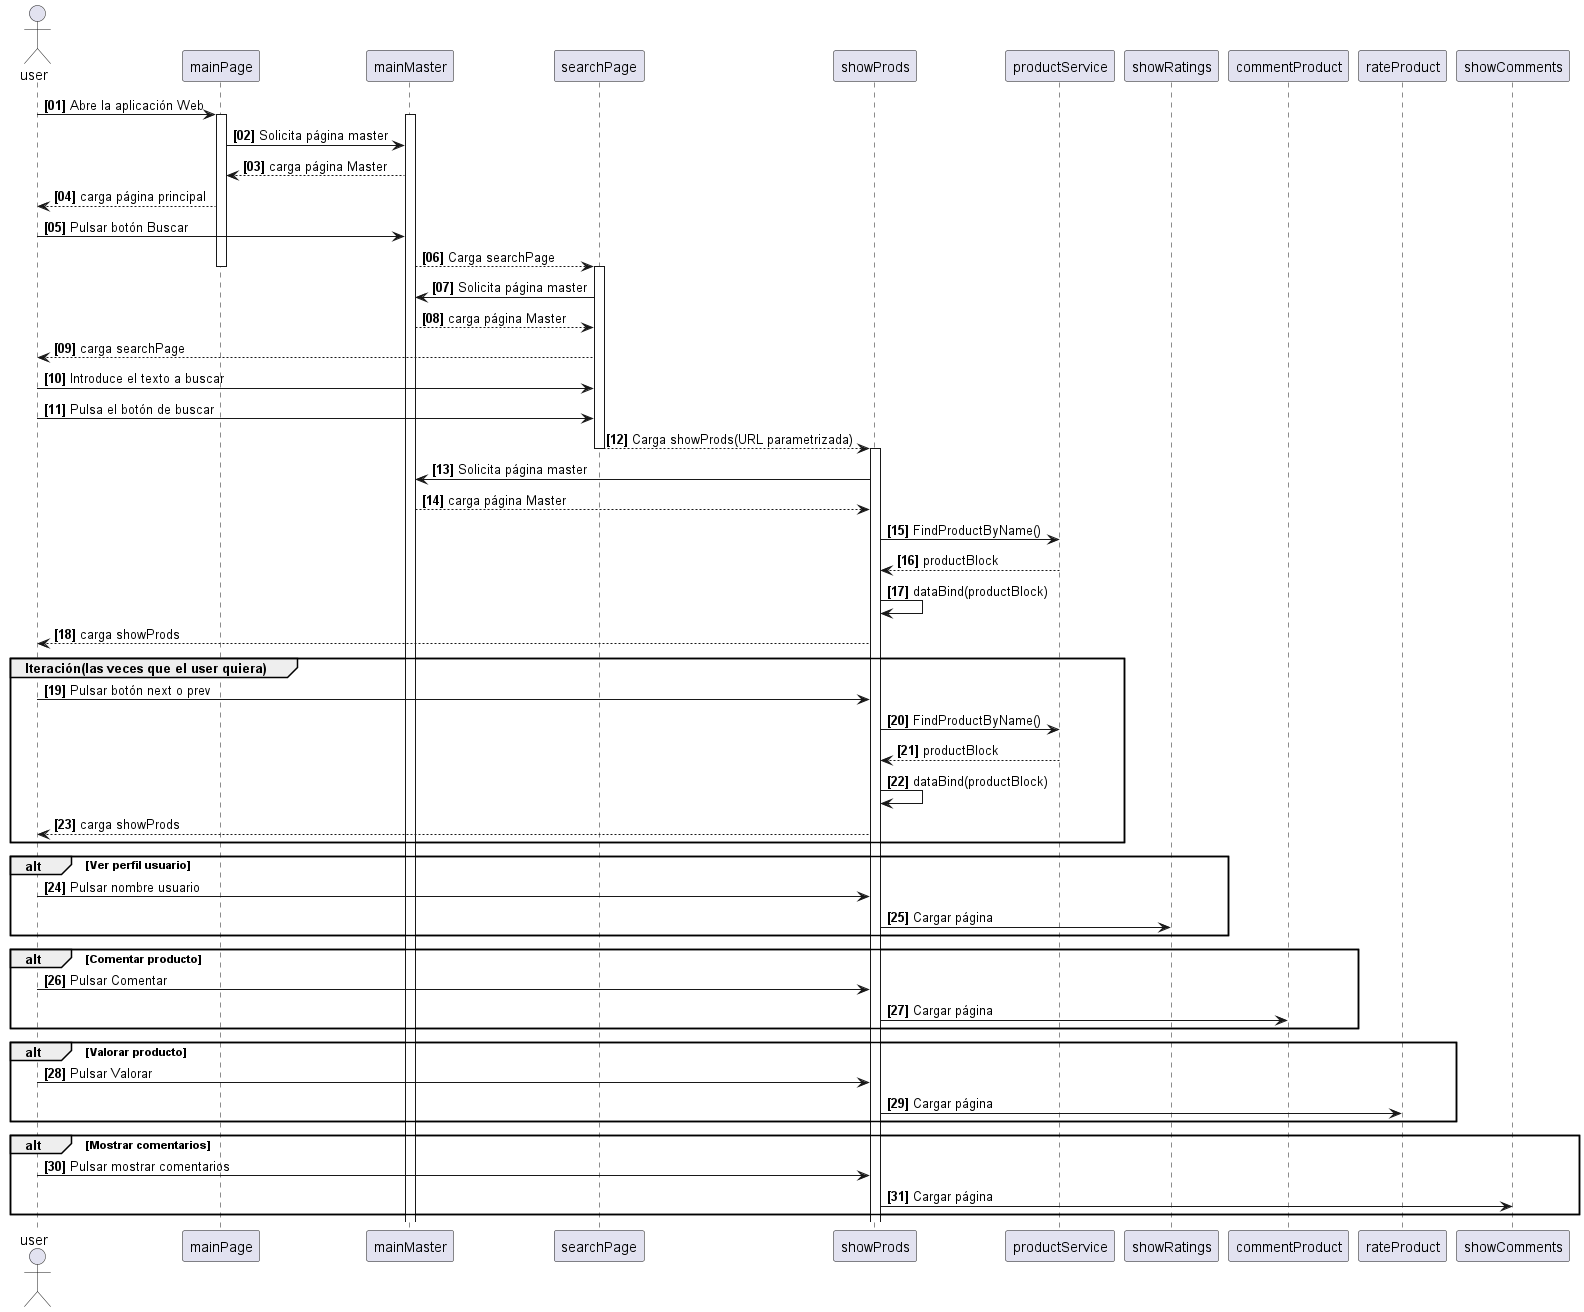 user
mainPage
mainMaster
searchPage
showProds
productService
showRatings
commentProduct
rateProduct
showComments
[01] Abre la aplicación Web
[02] Solicita página master
[03] carga página Master
[04] carga página principal
[05] Pulsar botón Buscar
[06] Carga searchPage
[07] Solicita página master
[08] carga página Master
[09] carga searchPage
[10] Introduce el texto a buscar
[11] Pulsa el botón de buscar
[12] Carga showProds(URL parametrizada)
[13] Solicita página master
[14] carga página Master
[15] FindProductByName()
[16] productBlock
[17] dataBind(productBlock)
[18] carga showProds
Iteración(las veces que el user quiera)
[19] Pulsar botón next o prev
[20] FindProductByName()
[21] productBlock
[22] dataBind(productBlock)
[23] carga showProds
alt [Ver perfil usuario]
[24] Pulsar nombre usuario
[25] Cargar página
alt [Comentar producto]
[26] Pulsar Comentar
[27] Cargar página
alt [Valorar producto]
[28] Pulsar Valorar
[29] Cargar página
alt [Mostrar comentarios]
[30] Pulsar mostrar comentarios
[31] Cargar página
user
mainPage
mainMaster
searchPage
showProds
productService
showRatings
commentProduct
rateProduct
showComments